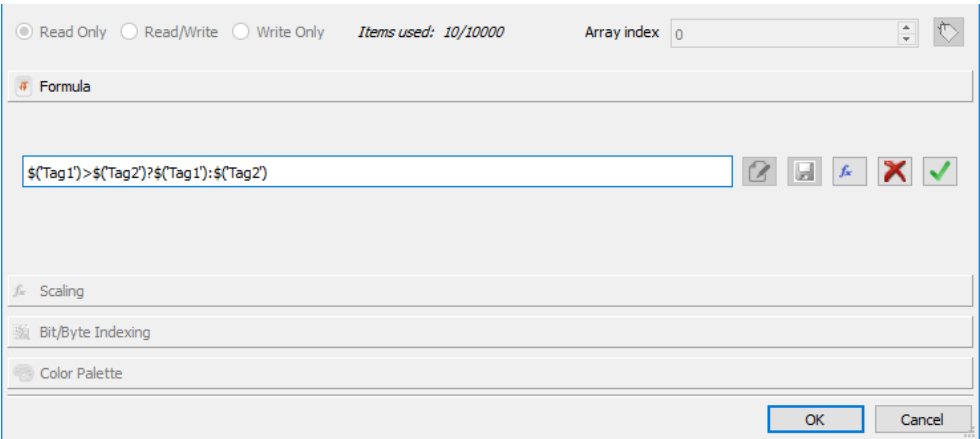 Read Only Read/Write Write Only Items used: 10/10000 Array index 0
Formula
$('Tag1')>$('Tag2')?$('Tag1'):$('Tag2')
Scaling
Bit/Byte Indexing
Color Palette
OK Cancel